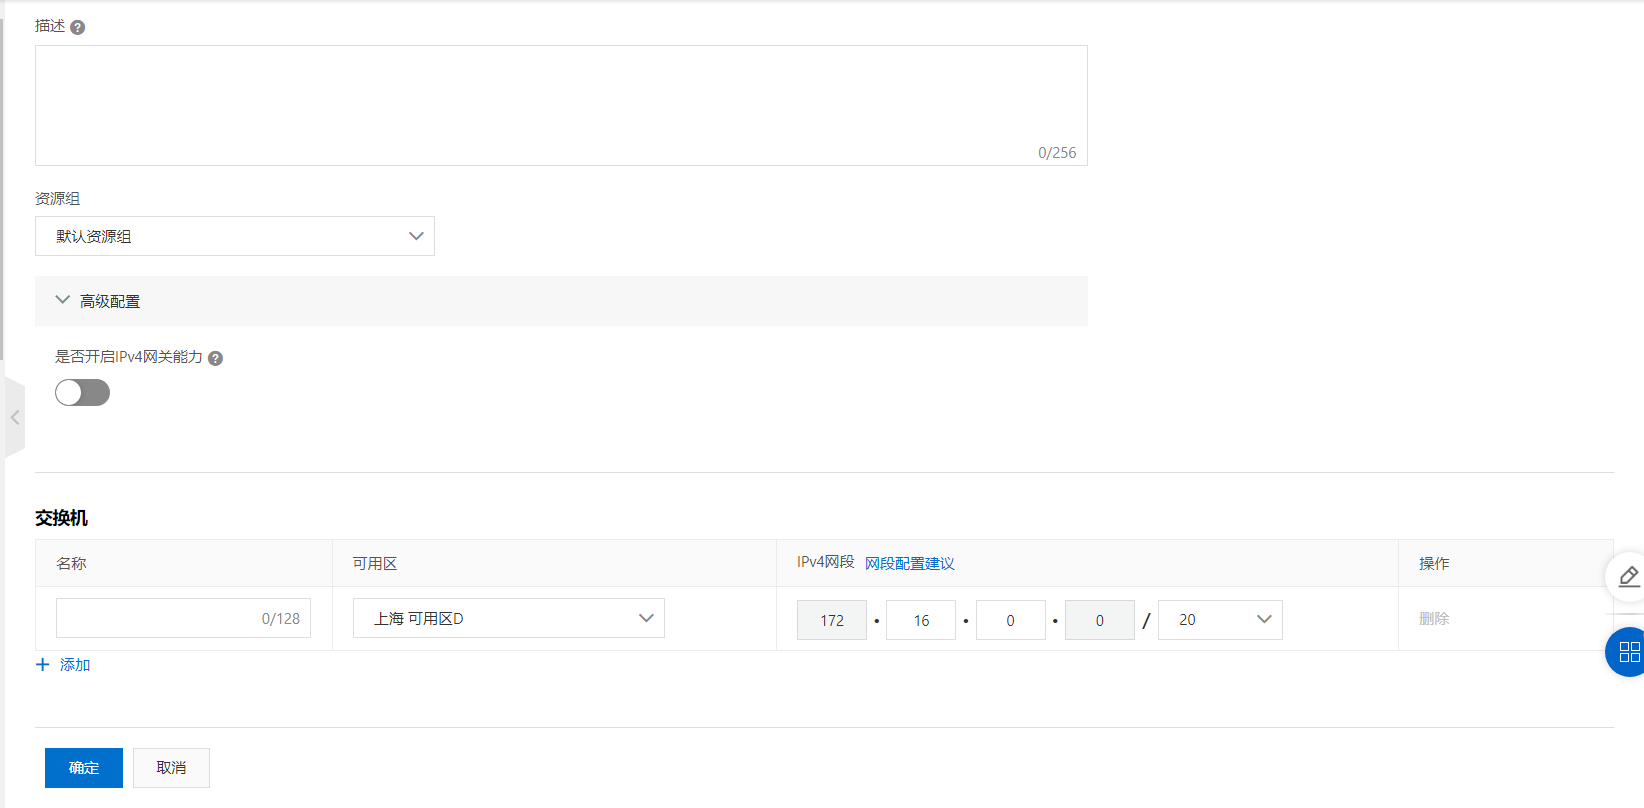 描述 ?
0/256
资源组
默认资源组
高级配置
是否开启IPv4网关能力 ?
交换机
名称 可用区 IPv4网段 网段配置建议 操作
0/128 上海 可用区D 172 • 16 • 0 • 0 / 20 删除
+ 添加
确定 取消